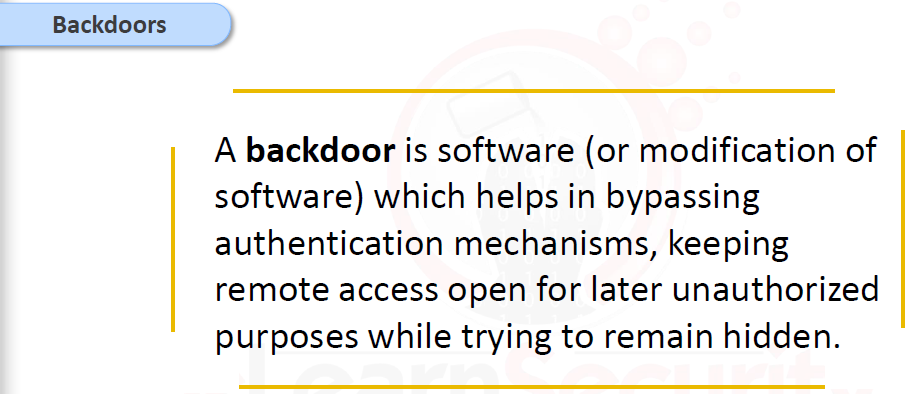 Backdoors
A backdoor is software (or modification of
software) which helps in bypassing
authentication mechanisms, keeping
remote access open for later unauthorized
purposes while trying to remain hidden.